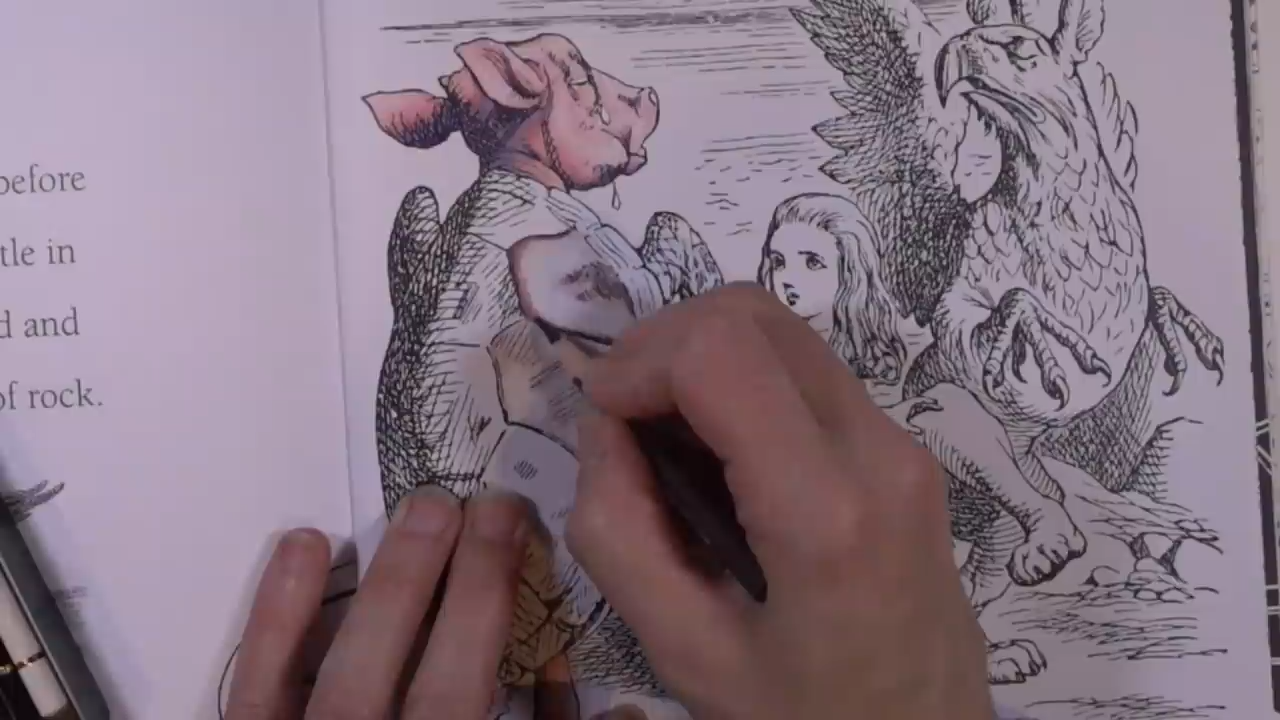 before
tle in
d and
of rock.